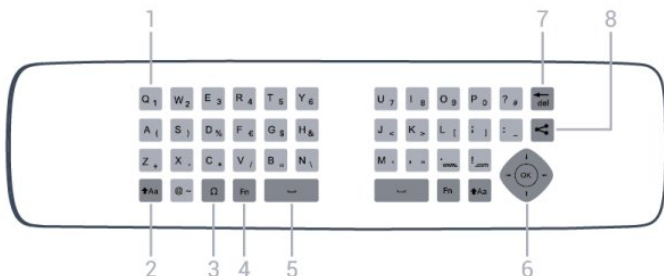 1 7 8
Q 1 W 2 E 3 R 4 T 5 Y 6 U 7 I 8 O 9 P 0 ? # del
A ( S ) D % F € G $ H & J < K > L [ ; ] : _
Z + X - C * V / B = N \ M ' , " . www. ! .com OK
Aa @ ~ Ω Fn Fn Aa
2 3 4 5 6